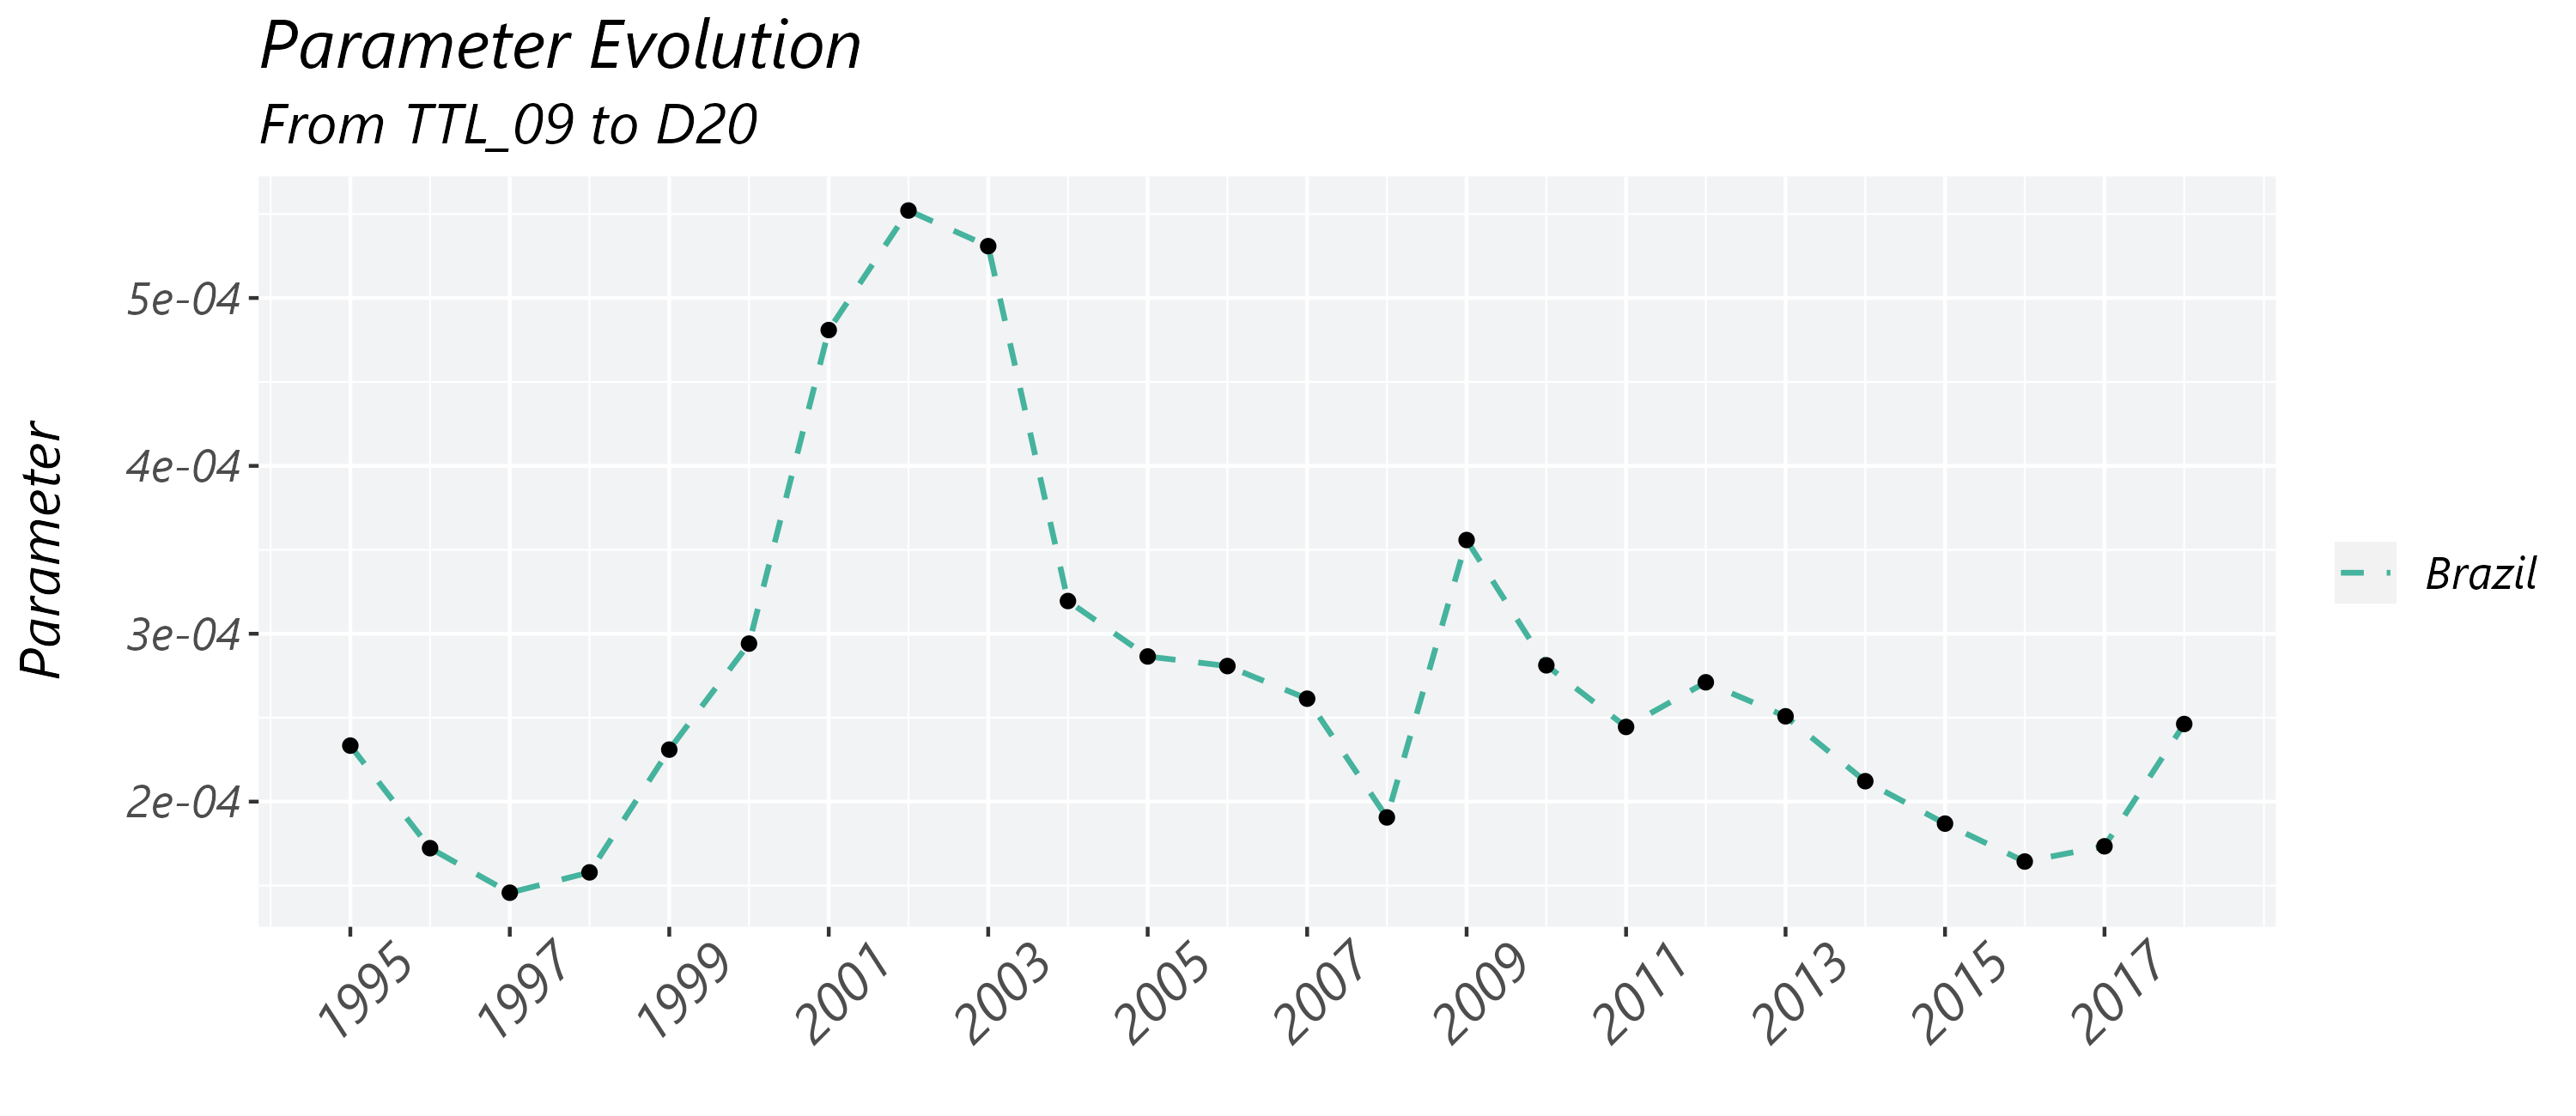 Parameter Evolution
From TTL_09 to D20
Parameter
5e-04
4e-04
3e-04
2e-04
1995
1997
1999
2001
2003
2005
2007
2009
2011
2013
2015
2017
Brazil